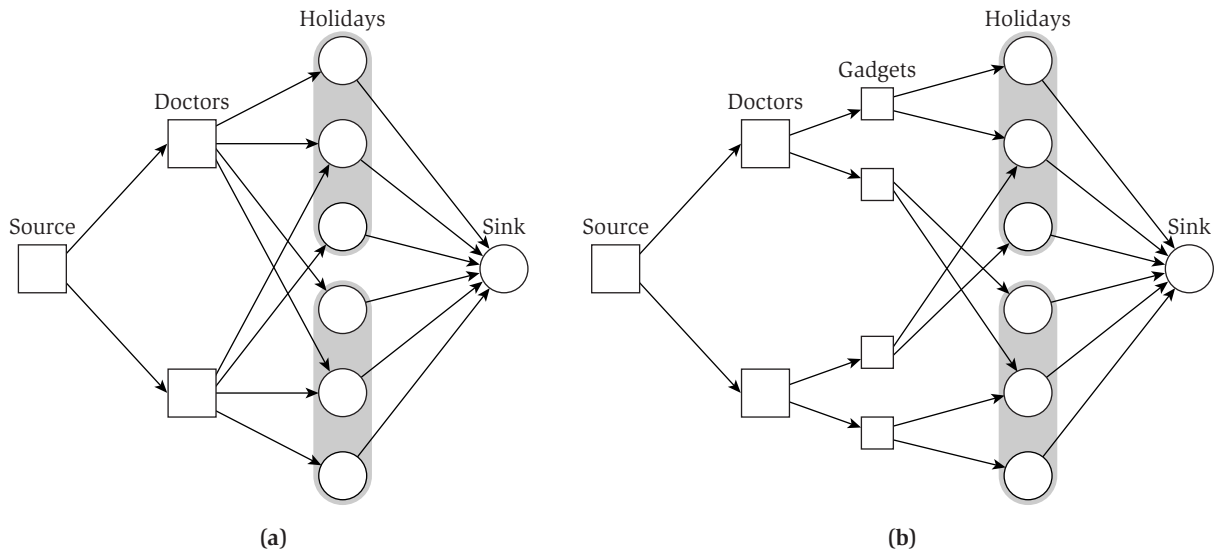 Holidays
Doctors
Source
Sink
(a)
Holidays
Gadgets
Doctors
Source
Sink
(b)